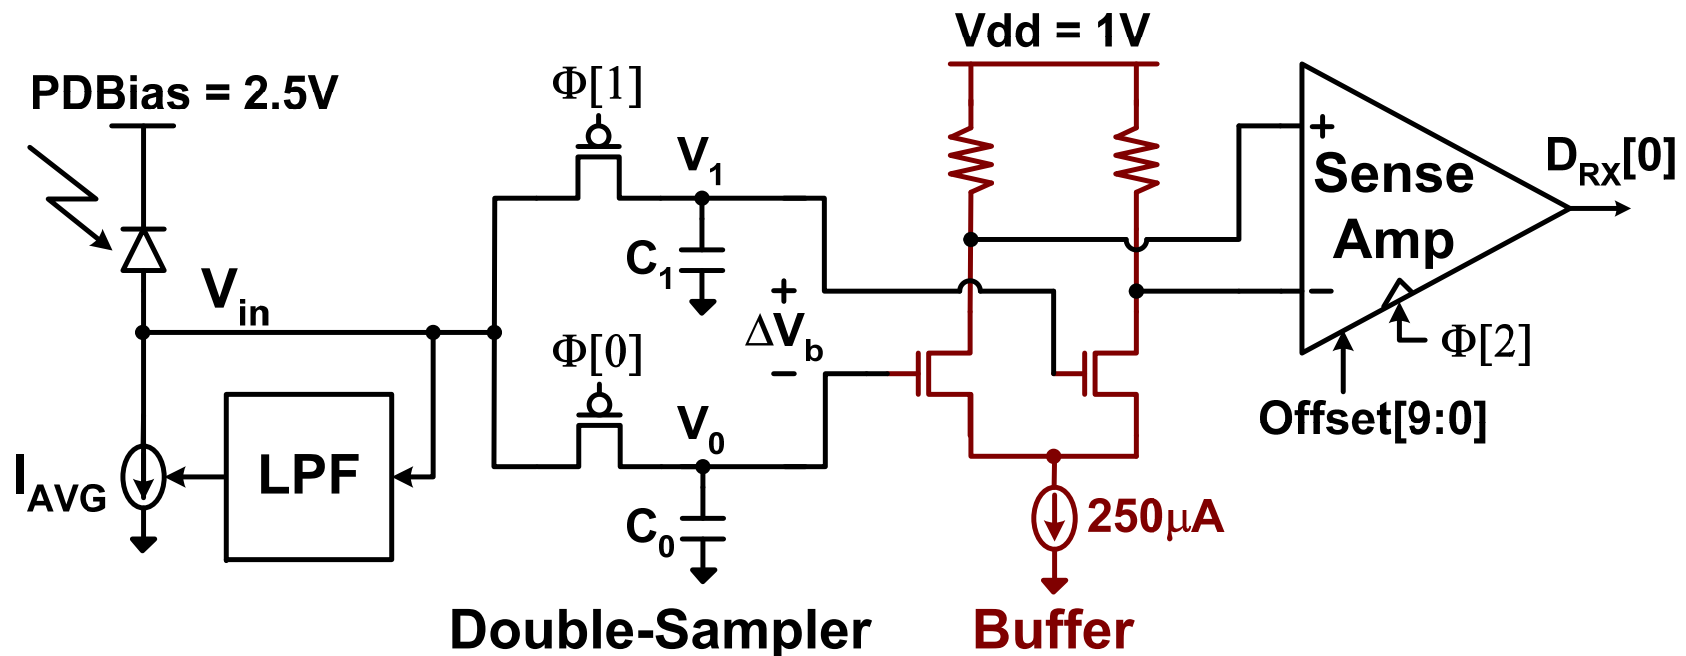 Vdd = 1V
PDBias = 2.5V
Φ[1]
V1
+
Sense
Amp
−
DRX[0]
C1
Vin
+
ΔVb
−
Φ[0]
Φ[2]
V0
Offset[9:0]
LPF
IAVG
C0
250μA
Double-Sampler
Buffer